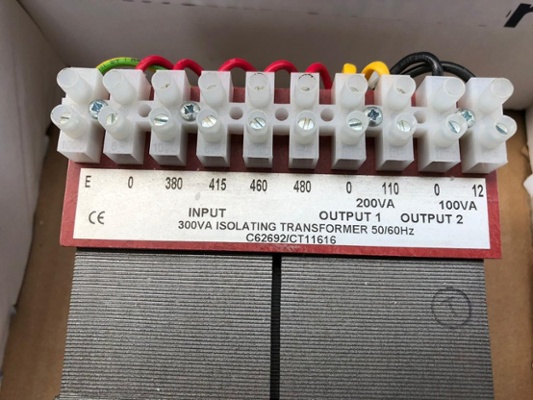 E 0 380 415 460 480 0 110 0 12
200VA 100VA
INPUT OUTPUT 1 OUTPUT 2
CE 300VA ISOLATING TRANSFORMER 50/60Hz
C62692/CT11616